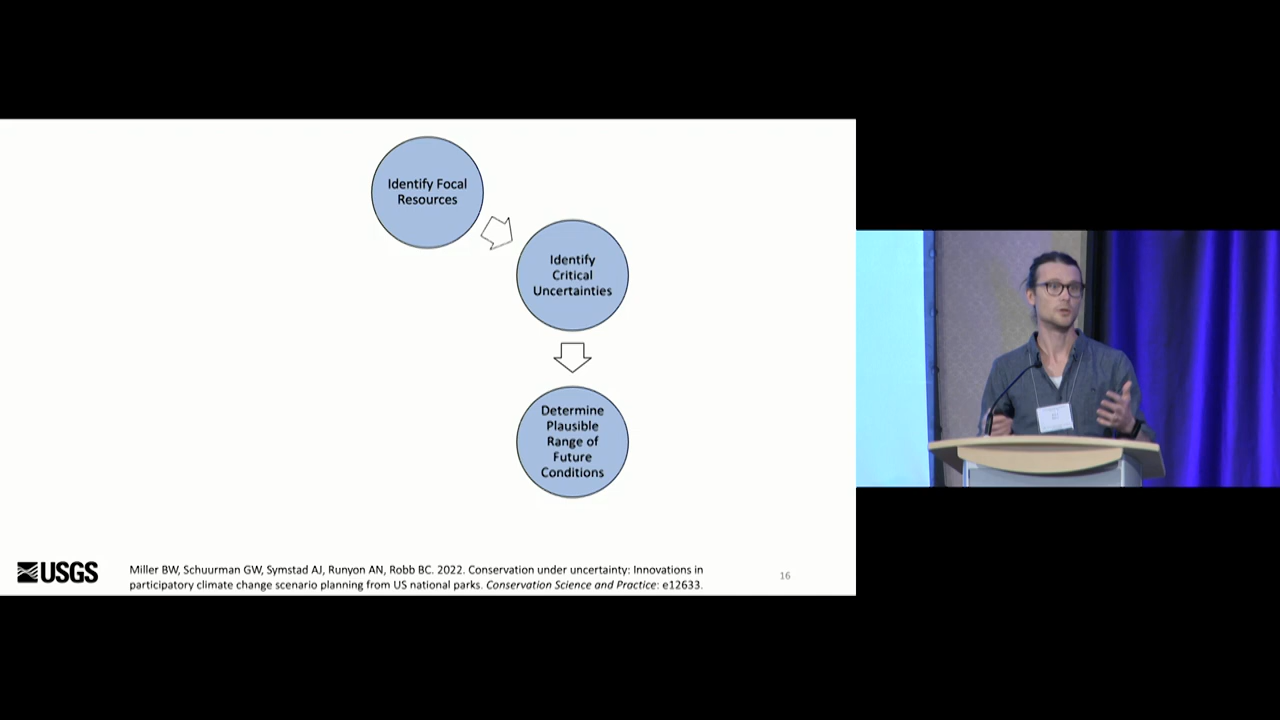 Identify Focal
Resources
Identify
Critical
Uncertainties
Determine
Plausible
Range of
Future
Conditions
USGS
Miller BW, Schuurman GW, Symstad AJ, Runyon AN, Robb BC. 2022. Conservation under uncertainty: Innovations in
participatory climate change scenario planning from US national parks. Conservation Science and Practice: e12633.
16